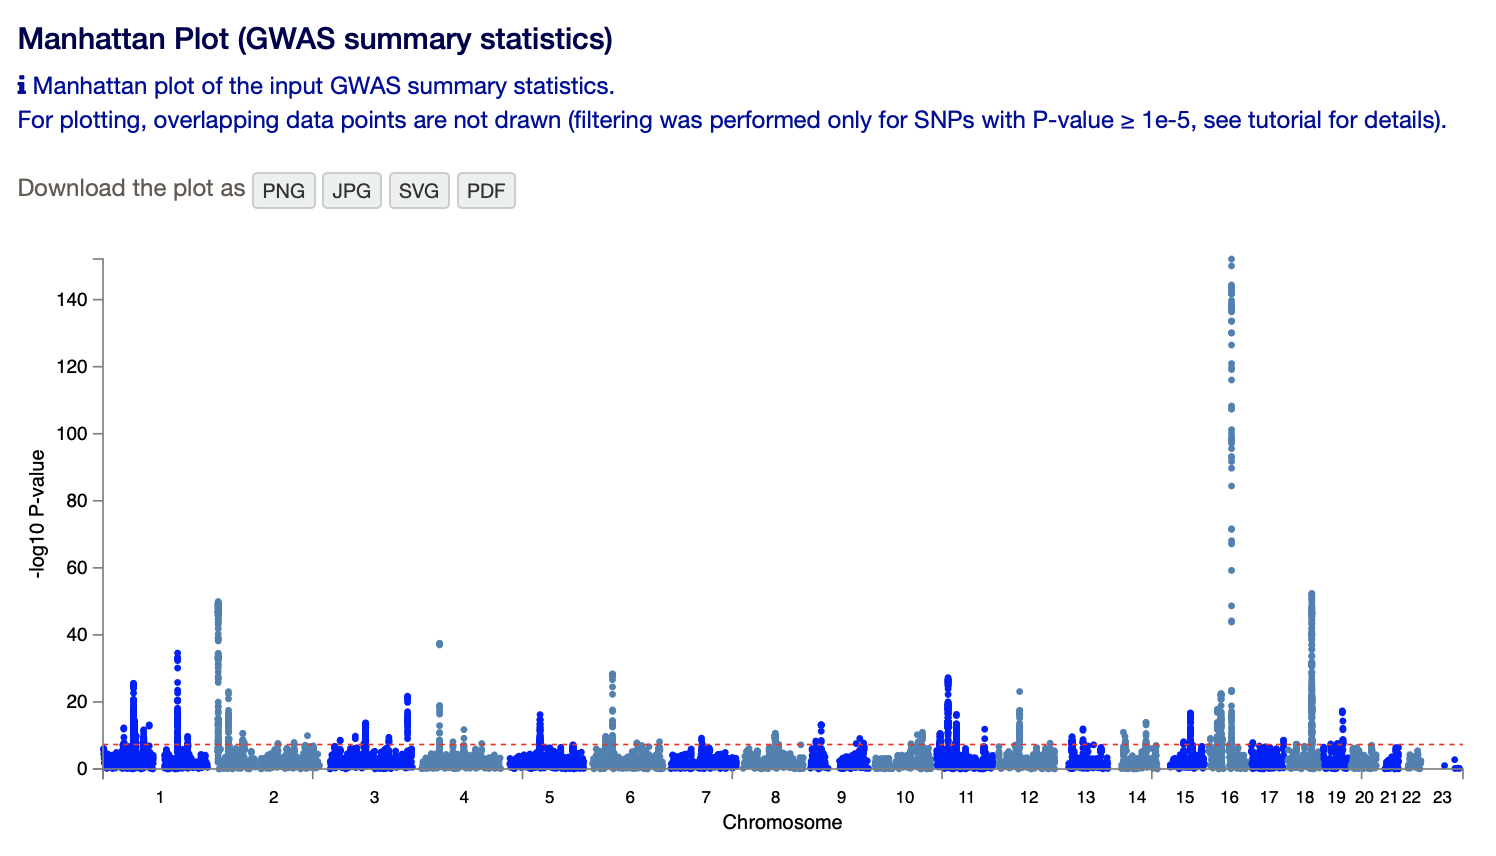 Manhattan Plot (GWAS summary statistics)
i Manhattan plot of the input GWAS summary statistics.
For plotting, overlapping data points are not drawn (filtering was performed only for SNPs with P-value ≥ 1e-5, see tutorial for details).
Download the plot as PNG JPG SVG PDF
140
120
100
80
60
40
20
0
-log10 P-value
1 2 3 4 5 6 7 8 9 10 11 12 13 14 15 16 17 18 19 20 21 22 23
Chromosome